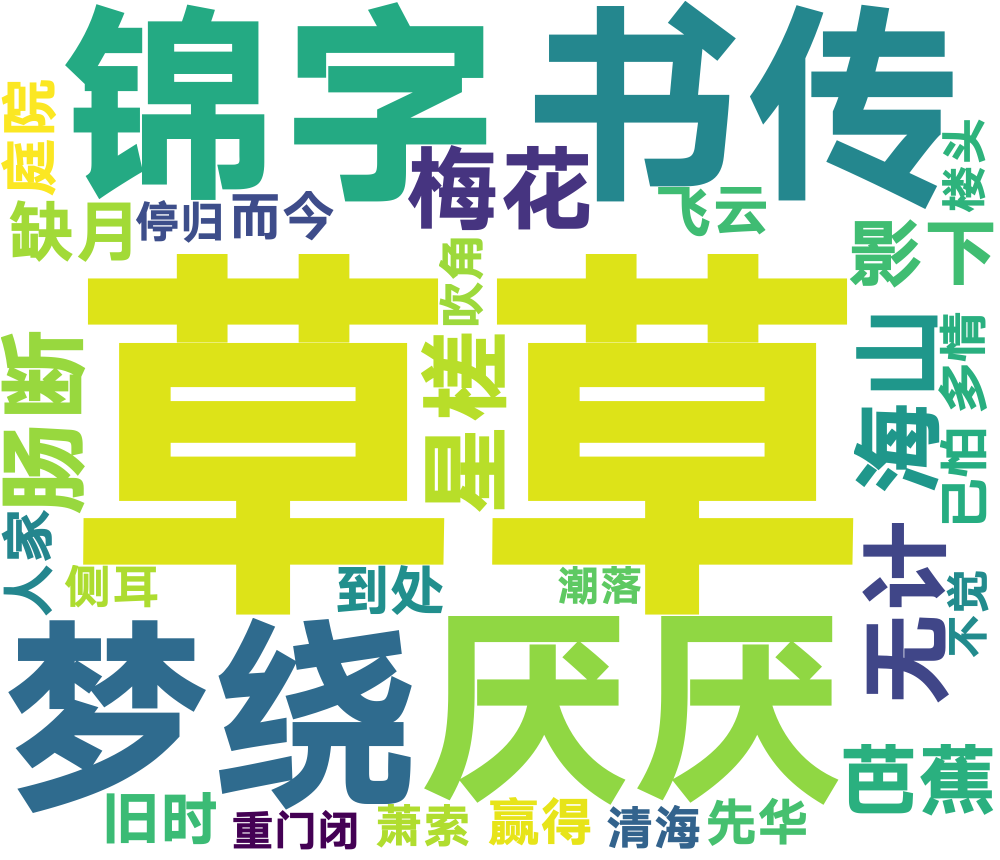 锦字
书传
庭院
楼头
梅花
缺月
停归
而今
飞云
影下
吹角
草草
肠断
星槎
海山
多情
已怕
人家
侧耳
到处
潮落
无计
不觉
梦绕
厌厌
芭蕉
旧时
重门闭
萧索
赢得
清海
先华